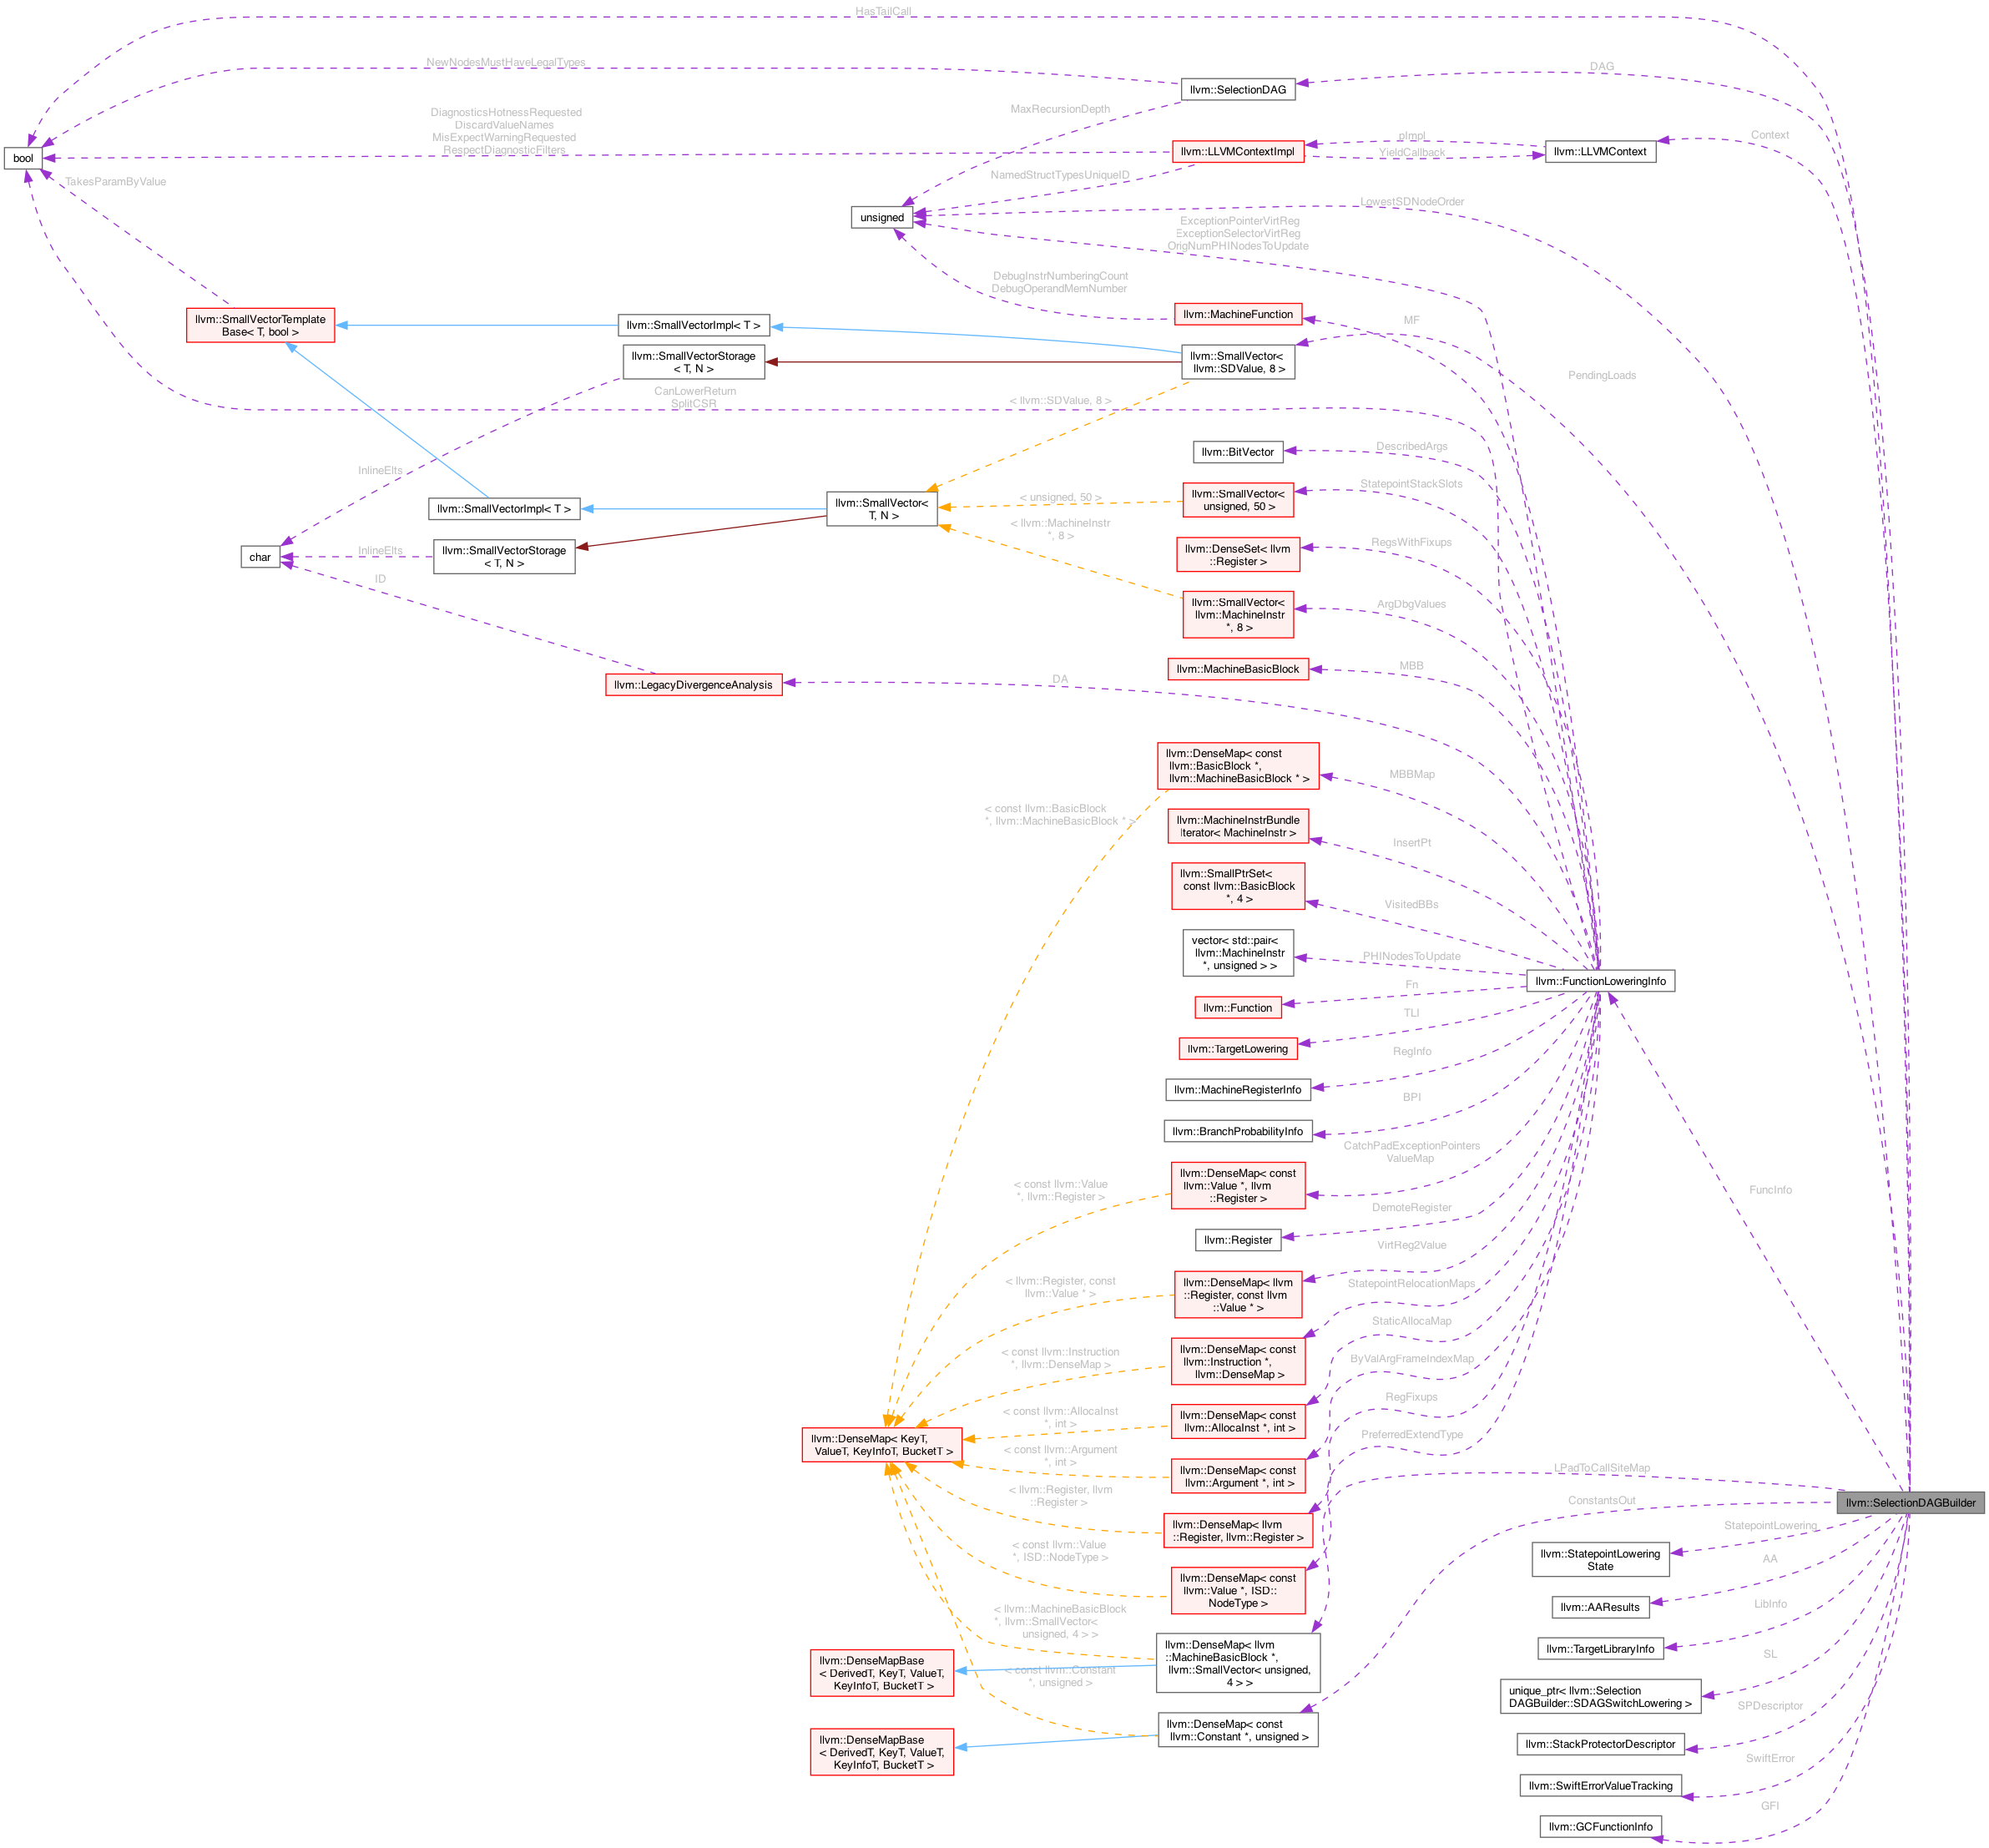 HasTailCall
NewNodesMustHaveLegalTypes
DAG
llvm::SelectionDAG
MaxRecursionDepth
DiagnosticsHotnessRequested
DiscardValueNames
MisExpectWarningRequested
RespectDiagnosticFilters
pImpl
Context
bool
llvm::LLVMContextImpl
YieldCallback
llvm::LLVMContext
TakesParamByValue
NamedStructTypesUniqueID
LowestSDNodeOrder
unsigned
ExceptionPointerVirtReg
ExceptionSelectorVirtReg
OrigNumPHINodesToUpdate
DebugInstrNumberingCount
DebugOperandMemNumber
llvm::MachineFunction
MF
llvm::SmallVectorTemplate
Base< T, bool >
llvm::SmallVectorImpl< T >
llvm::SmallVectorStorage
< T, N >
llvm::SmallVector<
llvm::SDValue, 8 >
PendingLoads
CanLowerReturn
SplitCSR
< llvm::SDValue, 8 >
DescribedArgs
llvm::BitVector
InlineElts
StatepointStackSlots
llvm::SmallVectorImpl< T >
llvm::SmallVector<
T, N >
< unsigned, 50 >
llvm::SmallVector<
unsigned, 50 >
< llvm::MachineInstr
*, 8 >
RegsWithFixups
char
InlineElts
llvm::SmallVectorStorage
< T, N >
llvm::DenseSet< llvm
::Register >
ID
ArgDbgValues
llvm::SmallVector<
llvm::MachineInstr
*, 8 >
MBB
llvm::MachineBasicBlock
llvm::LegacyDivergenceAnalysis
DA
llvm::DenseMap< const
llvm::BasicBlock *,
llvm::MachineBasicBlock * >
MBBMap
< const llvm::BasicBlock
*, llvm::MachineBasicBlock * >
llvm::MachineInstrBundle
Iterator< MachineInstr >
InsertPt
llvm::SmallPtrSet<
const llvm::BasicBlock
*, 4 >
VisitedBBs
vector< std::pair<
llvm::MachineInstr
*, unsigned > >
PHINodesToUpdate
llvm::FunctionLoweringInfo
Fn
llvm::Function
TLI
llvm::TargetLowering
RegInfo
llvm::MachineRegisterInfo
BPI
llvm::BranchProbabilityInfo
CatchPadExceptionPointers
ValueMap
llvm::DenseMap< const
llvm::Value *, llvm
::Register >
< const llvm::Value
*, llvm::Register >
FuncInfo
DemoteRegister
llvm::Register
VirtReg2Value
llvm::DenseMap< llvm
::Register, const llvm
::Value * >
< llvm::Register, const
llvm::Value * >
StatepointRelocationMaps
StaticAllocaMap
llvm::DenseMap< const
llvm::Instruction *,
llvm::DenseMap >
< const llvm::Instruction
*, llvm::DenseMap >
ByValArgFrameIndexMap
RegFixups
llvm::DenseMap< const
llvm::AllocaInst *, int >
< const llvm::AllocaInst
*, int >
llvm::DenseMap< KeyT,
ValueT, KeyInfoT, BucketT >
PreferredExtendType
< const llvm::Argument
*, int >
llvm::DenseMap< const
llvm::Argument *, int >
LPadToCallSiteMap
< llvm::Register, llvm
::Register >
ConstantsOut
llvm::SelectionDAGBuilder
llvm::DenseMap< llvm
::Register, llvm::Register >
StatepointLowering
< const llvm::Value
*, ISD::NodeType >
llvm::StatepointLowering
State
AA
llvm::DenseMap< const
llvm::Value *, ISD::
NodeType >
llvm::AAResults
LibInfo
< llvm::MachineBasicBlock
*, llvm::SmallVector<
unsigned, 4 > >
llvm::DenseMap< llvm
::MachineBasicBlock *,
llvm::SmallVector< unsigned,
4 > >
llvm::TargetLibraryInfo
SL
llvm::DenseMapBase
< DerivedT, KeyT, ValueT,
KeyInfoT, BucketT >
< const llvm::Constant
*, unsigned >
unique_ptr< llvm::Selection
DAGBuilder::SDAGSwitchLowering >
SPDescriptor
llvm::DenseMap< const
llvm::Constant *, unsigned >
llvm::StackProtectorDescriptor
llvm::DenseMapBase
< DerivedT, KeyT, ValueT,
KeyInfoT, BucketT >
SwiftError
llvm::SwiftErrorValueTracking
GFI
llvm::GCFunctionInfo